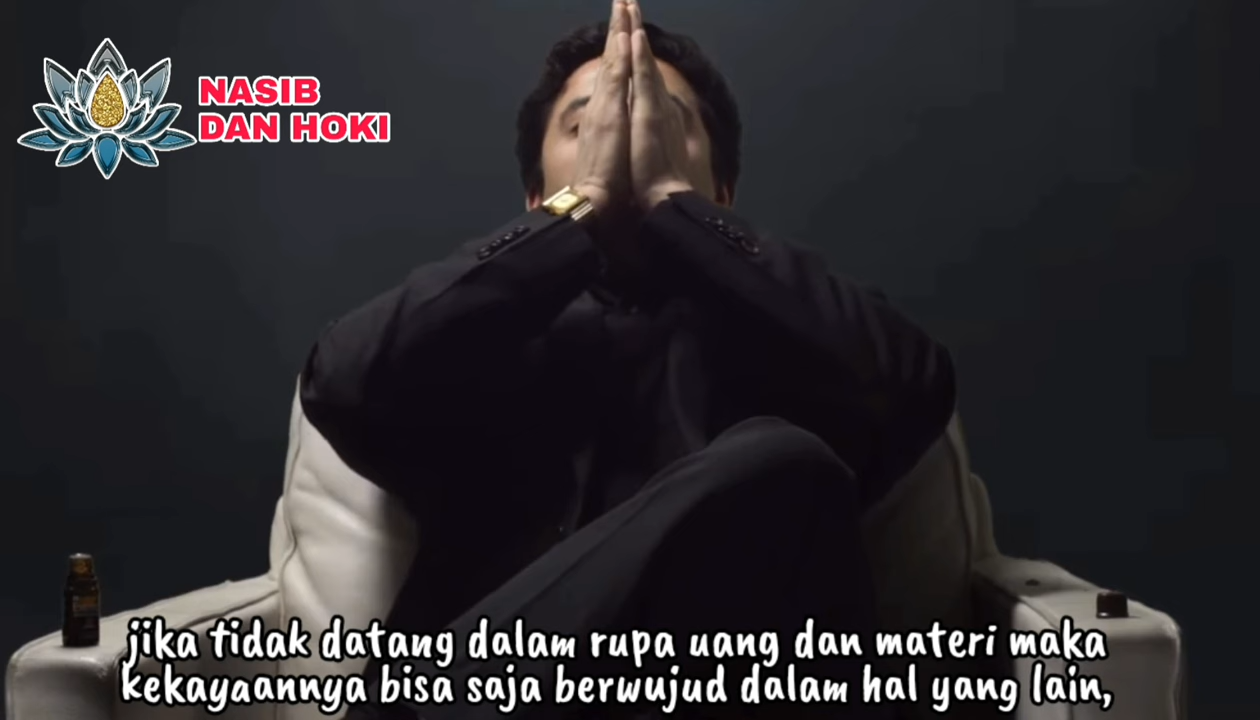 NASIB
DAN HOKI
jika tidak datang dalam rupa uang dan materi maka
kekayaannya bisa saja berwujud dalam hal yang lain,